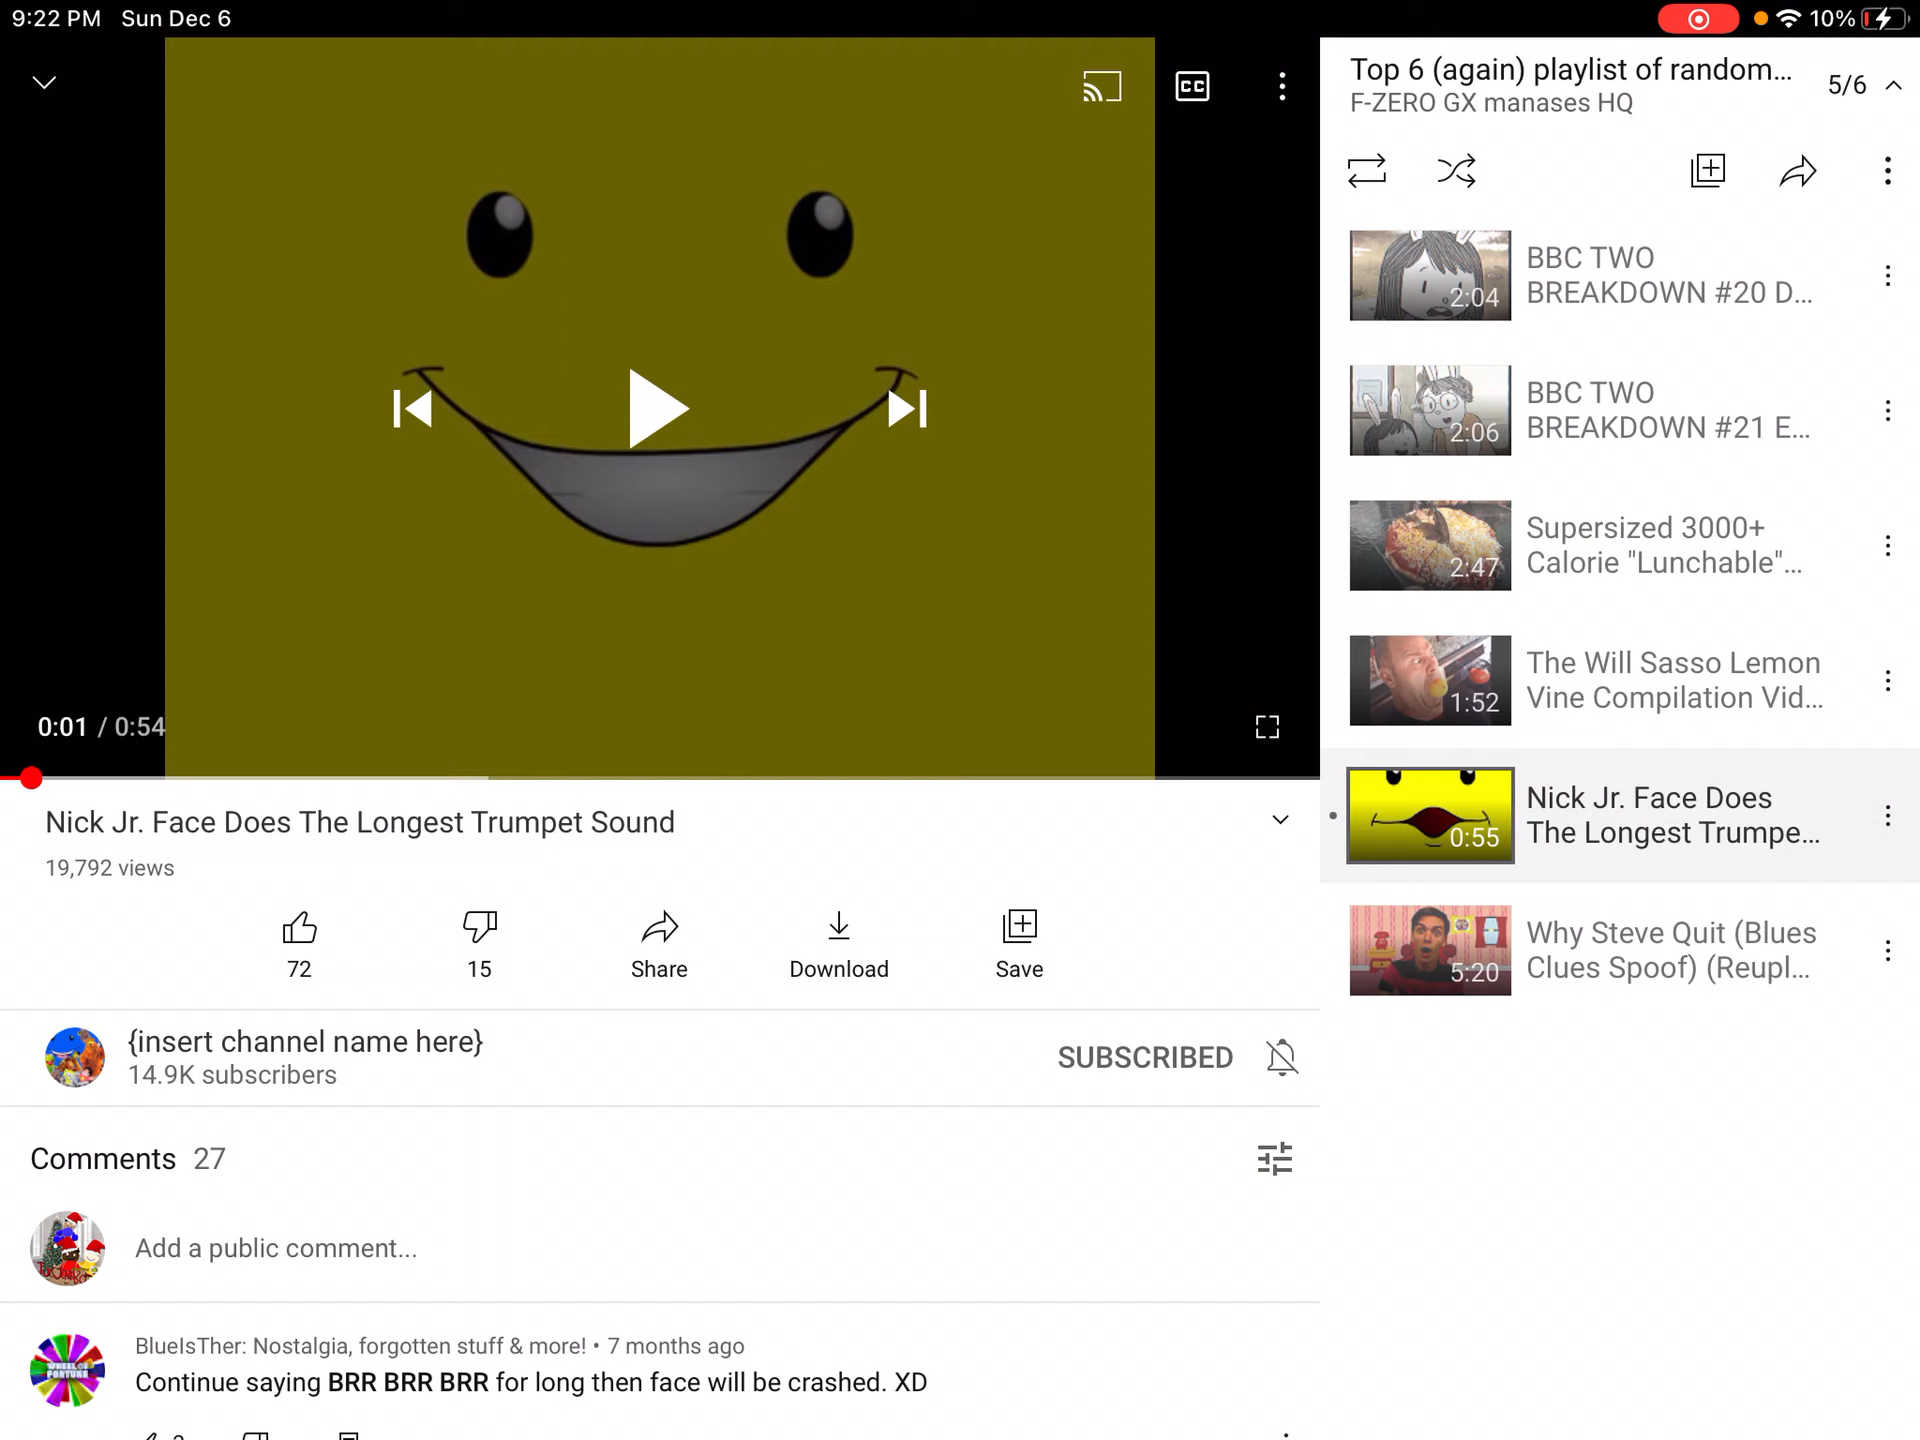 9:22 PM Sun Dec 6
10%
CC
0:01 / 0:54
Nick Jr. Face Does The Longest Trumpet Sound
19,792 views
72
15
Share
Download
Save
{insert channel name here}
14.9K subscribers
SUBSCRIBED
Comments 27
Add a public comment...
BlueIsTher: Nostalgia, forgotten stuff & more! • 7 months ago
WHEEL OF
FORTUNE
Continue saying BRR BRR BRR for long then face will be crashed. XD
Top 6 (again) playlist of random...
F-ZERO GX manases HQ
5/6
2:04
BBC TWO
BREAKDOWN #20 D...
2:06
BBC TWO
BREAKDOWN #21 E...
2:47
Supersized 3000+
Calorie "Lunchable"...
1:52
The Will Sasso Lemon
Vine Compilation Vid...
0:55
Nick Jr. Face Does
The Longest Trumpe...
5:20
Why Steve Quit (Blues
Clues Spoof) (Reupl...